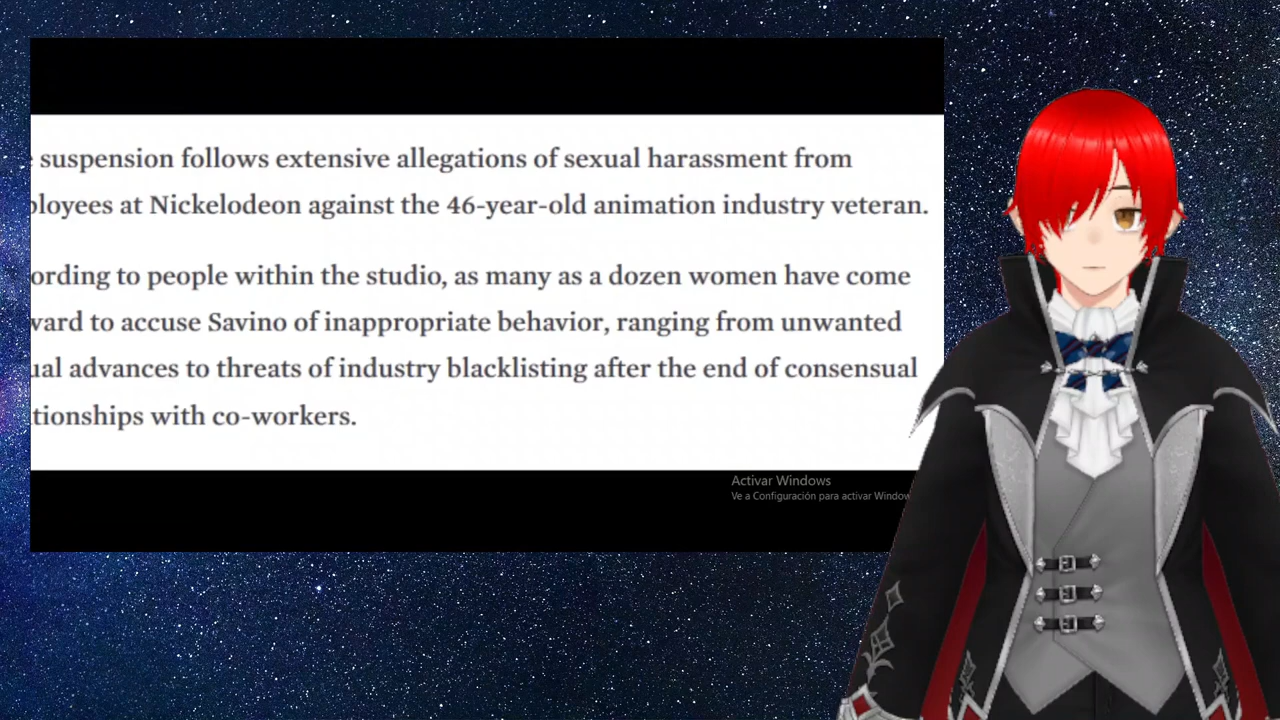 suspension follows extensive allegations of sexual harassment from
ployees at Nickelodeon against the 46-year-old animation industry veteran.
ording to people within the studio, as many as a dozen women have come
ward to accuse Savino of inappropriate behavior, ranging from unwanted
ual advances to threats of industry blacklisting after the end of consensual
tionships with co-workers.
Activar Windows
Ve a Configuración para activar Window